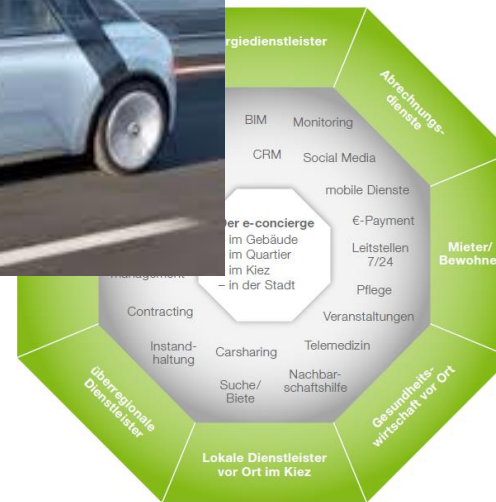 rgiedienstleister
Abrechnungs-
dienste
BIM
Monitoring
CRM
Social Media
mobile Dienste
€-Payment
Leitstellen
7/24
Pflege
Veranstaltungen
Telemedizin
Nachbar-
schaftshilfe
Carsharing
Suche/
Biete
Instand-
haltung
Contracting
management
Der e-concierge
im Gebäude
im Quartier
im Kiez
– in der Stadt
Mieter/
Bewohne
Gesundheits-
wirtschaft vor Ort
Lokale Dienstleister
vor Ort im Kiez
überregionale
Dienstleister